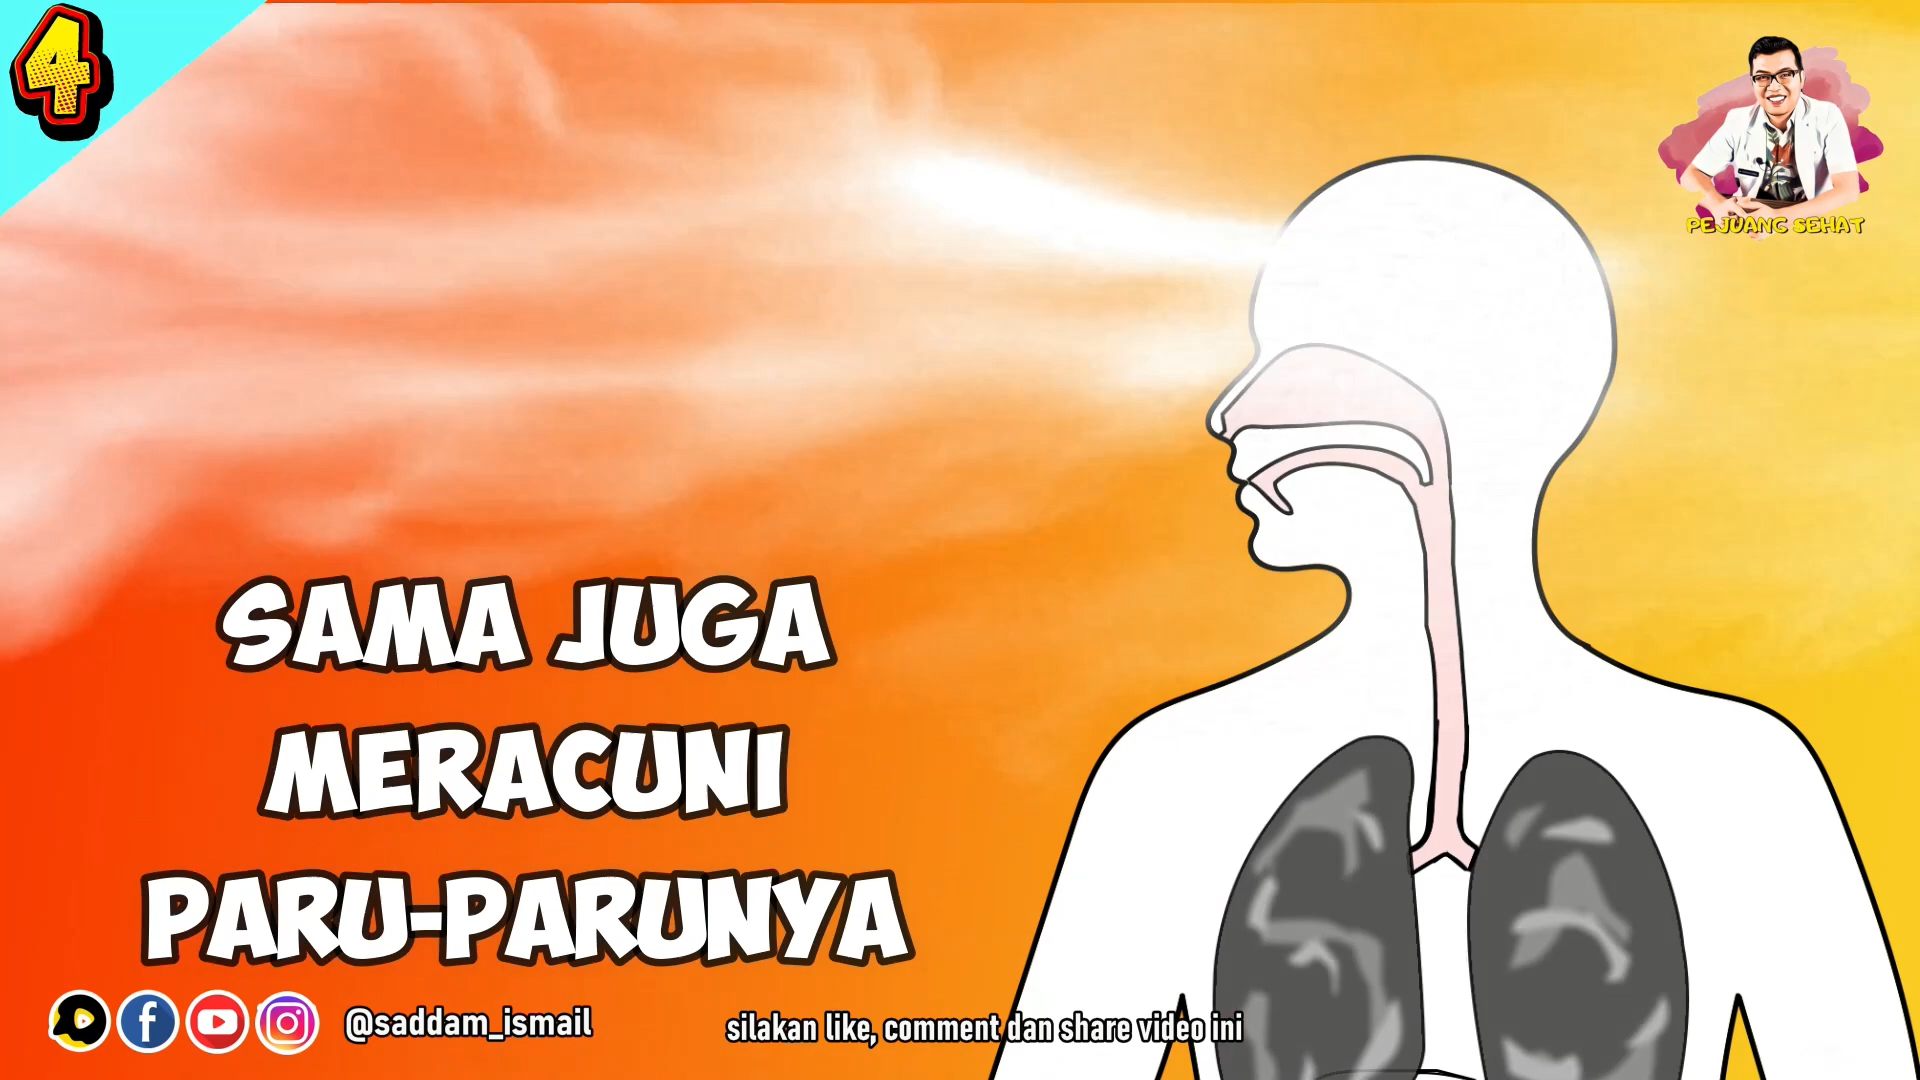 4
PEJUANG SEHAT
SAMA JUGA
MERACUNI
PARU-PARUNYA
@saddam_ismail
silakan like, comment dan share video ini